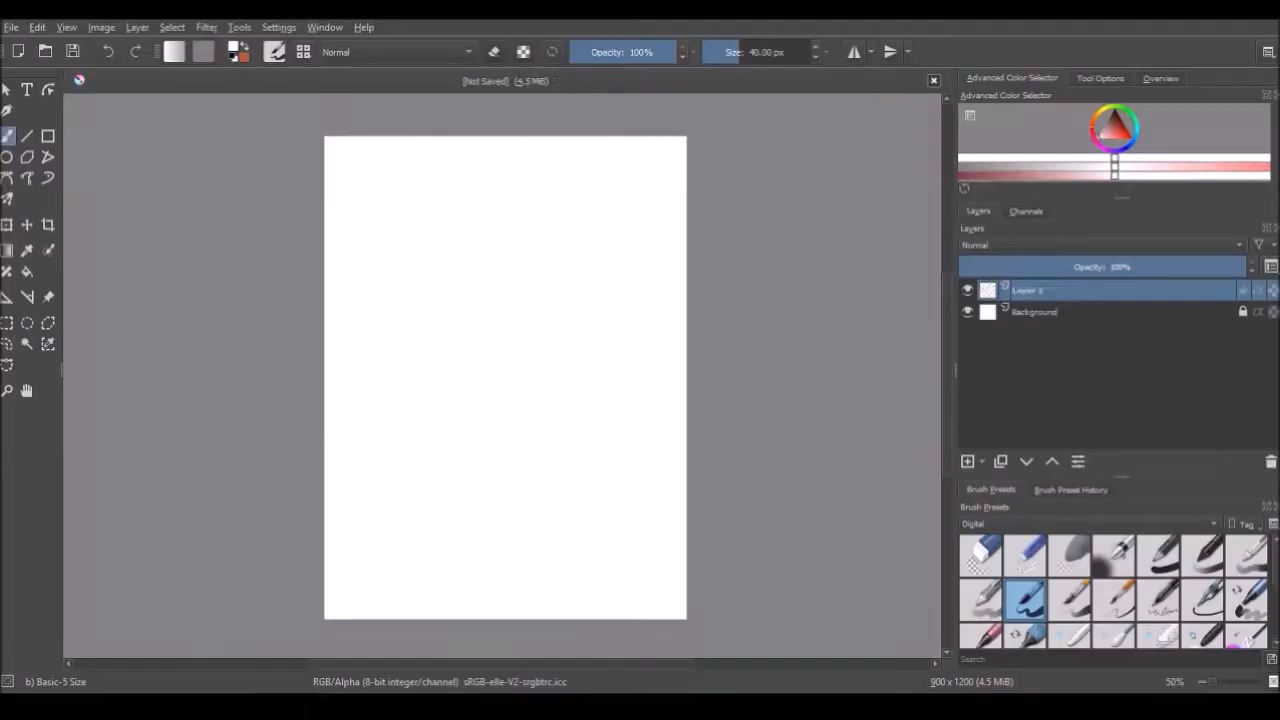 File Edit View Image Layer Select Filter Tools Settings Window Help
Normal Opacity: 100% Size: 40.00 px
[Not Saved] (4.5 MiB)
Advanced Color Selector Tool Options Overview
Advanced Color Selector
Layers Channels
Layers
Normal
Opacity: 100%
Background
Brush Presets Brush Preset History
Brush Presets
Digital Tag
Search
b) Basic-5 Size RGB/Alpha (8-bit integer/channel) sRGB-elle-V2-srgbtrc.icc 900 x 1200 (4.5 MiB) 50%